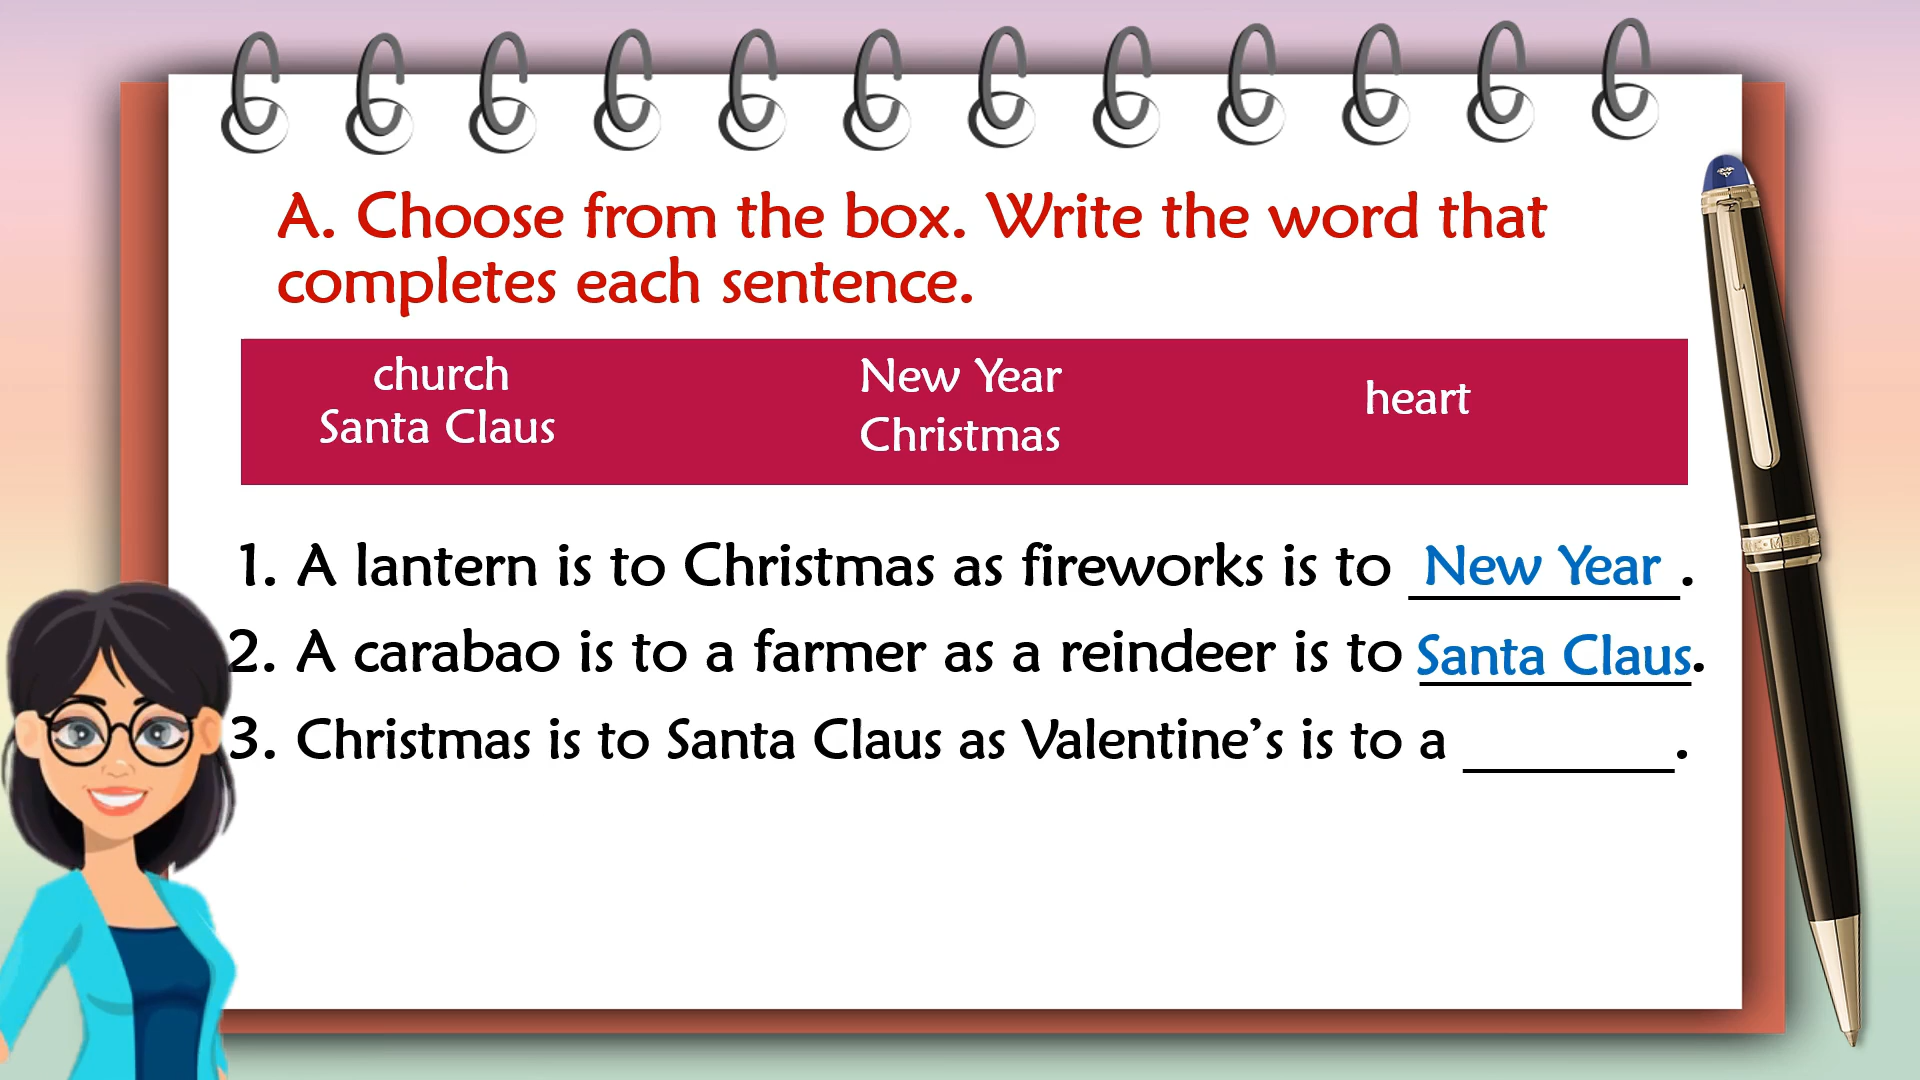 A. Choose from the box. Write the word that
completes each sentence.
church
Santa Claus
New Year
Christmas
heart
1. A lantern is to Christmas as fireworks is to New Year.
2. A carabao is to a farmer as a reindeer is to Santa Claus.
3. Christmas is to Santa Claus as Valentine's is to a ________.